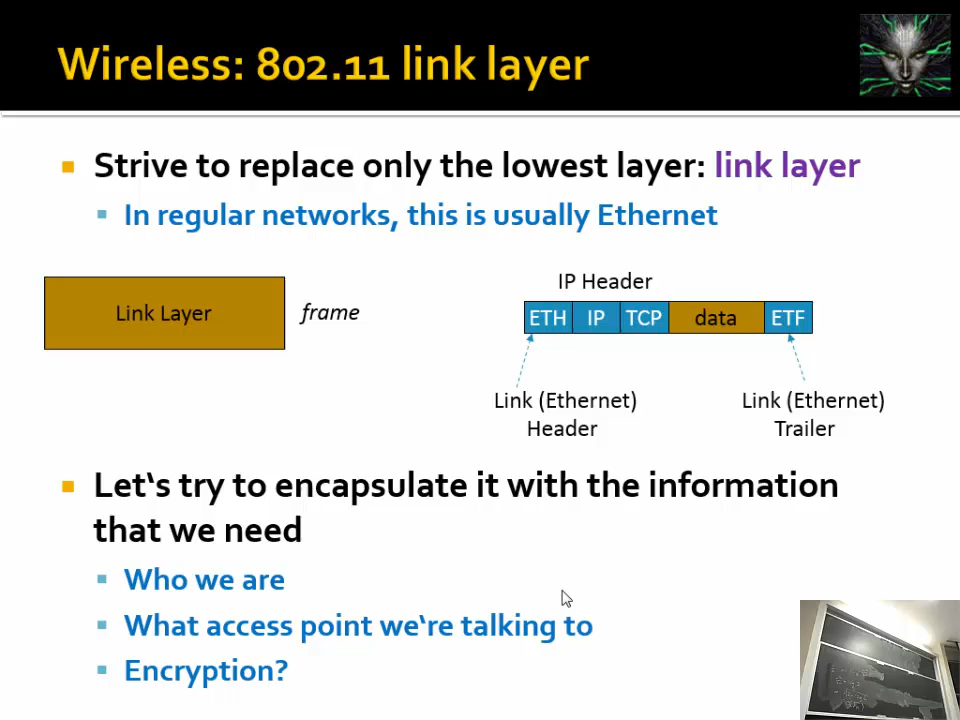 Wireless: 802.11 link layer
Strive to replace only the lowest layer: link layer
In regular networks, this is usually Ethernet
IP Header
Link Layer
frame
ETH IP TCP data ETF
Link (Ethernet)
Header
Link (Ethernet)
Trailer
Let‘s try to encapsulate it with the information
that we need
Who we are
What access point we‘re talking to
Encryption?